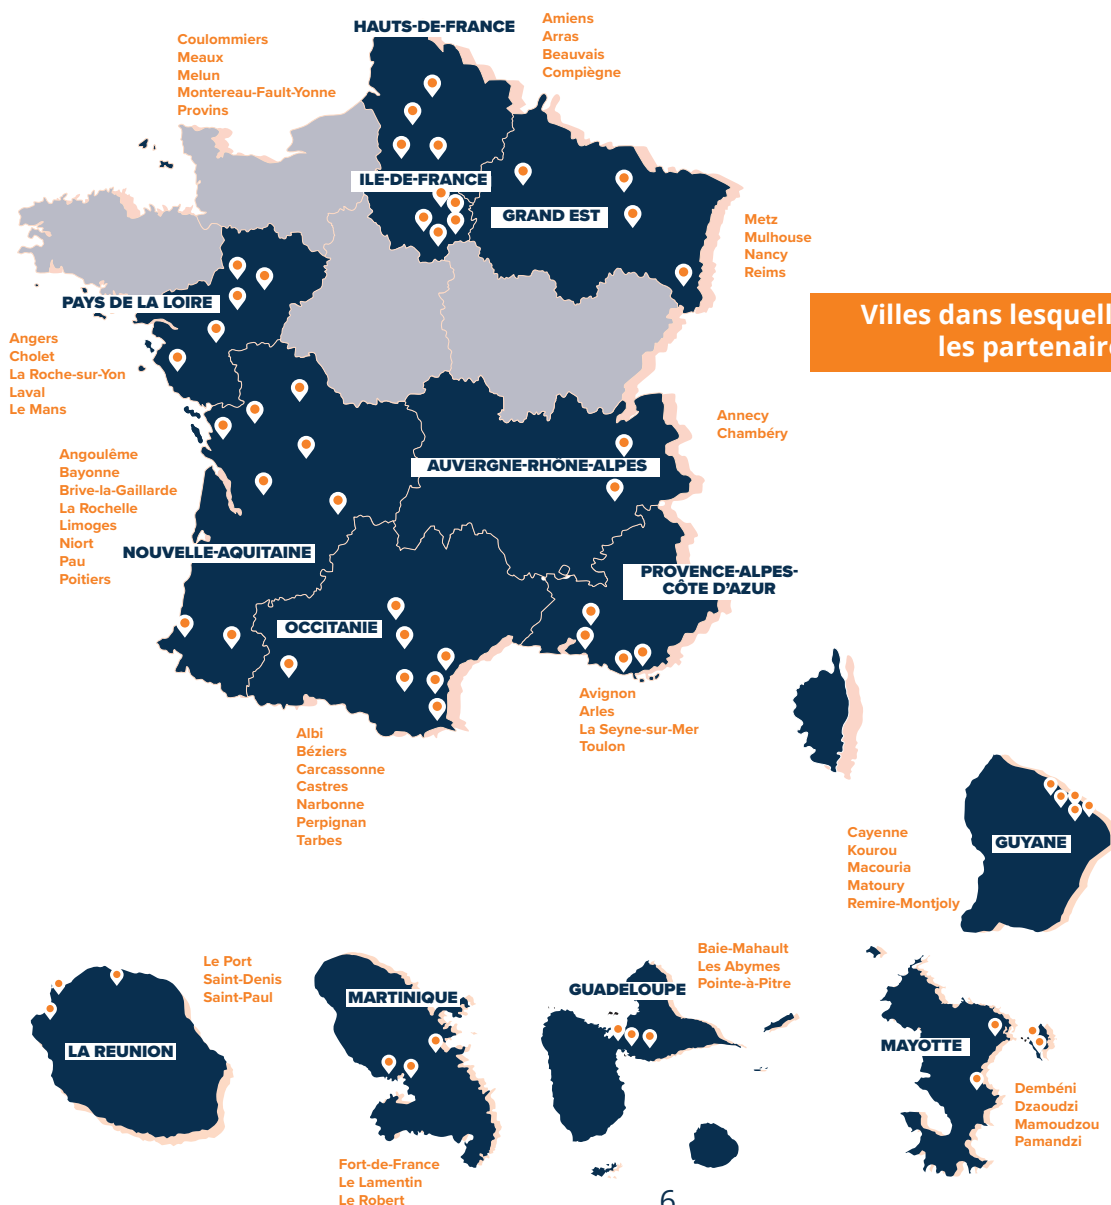 HAUTS-DE-FRANCE
Amiens
Arras
Beauvais
Compiègne
Coulommiers
Meaux
Melun
Montereau-Fault-Yonne
Provins
ILE-DE-FRANCE
GRAND EST
Metz
Mulhouse
Nancy
Reims
PAYS DE LA LOIRE
Angers
Cholet
La Roche-sur-Yon
Laval
Le Mans
Villes dans lesquell
les partenair
Annecy
Chambéry
AUVERGNE-RHÔNE-ALPES
Angoulême
Bayonne
Brive-la-Gaillarde
La Rochelle
Limoges
Niort
Pau
Poitiers
NOUVELLE-AQUITAINE
PROVENCE-ALPES-
CÔTE D'AZUR
OCCITANIE
Avignon
Arles
La Seyne-sur-Mer
Toulon
Albi
Béziers
Carcassonne
Castres
Narbonne
Perpignan
Tarbes
GUYANE
Cayenne
Kourou
Macouria
Matoury
Remire-Montjoly
Le Port
Saint-Denis
Saint-Paul
LA REUNION
MARTINIQUE
Fort-de-France
Le Lamentin
Le Robert
GUADELOUPE
Baie-Mahault
Les Abymes
Pointe-à-Pitre
MAYOTTE
Dembéni
Dzaoudzi
Mamoudzou
Pamandzi
6